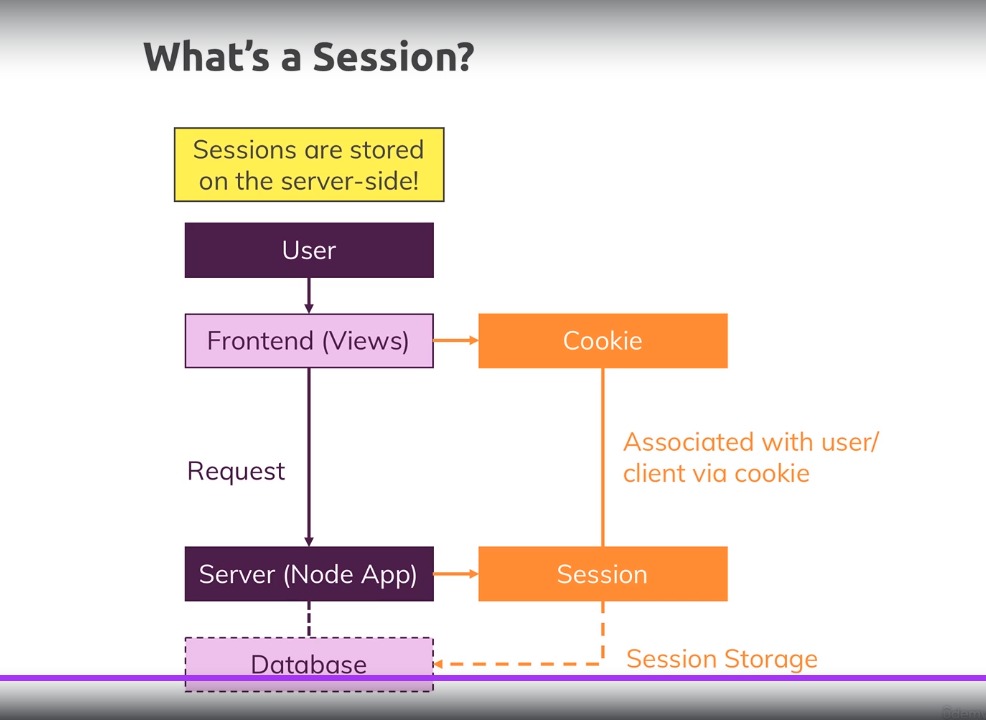 What's a Session?
Sessions are stored
on the server-side!
User
Frontend (Views)
Cookie
Associated with user/
client via cookie
Request
Server (Node App)
Session
Database
Session Storage